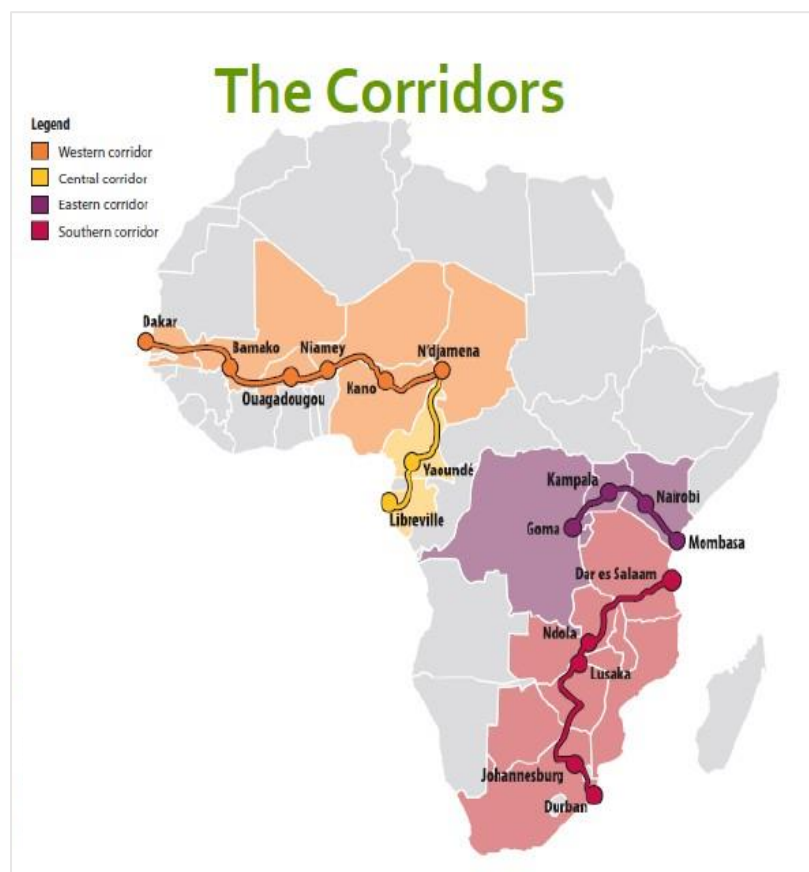 The Corridors
Legend
Western corridor
Central corridor
Eastern corridor
Southern corridor
Dakar
Bamako
Niamey
N'djamena
Ouagadougou
Kano
Yaoundé
Libreville
Kampala
Nairobi
Goma
Mombasa
Dar es Salaam
Ndola
Lusaka
Johannesburg
Durban